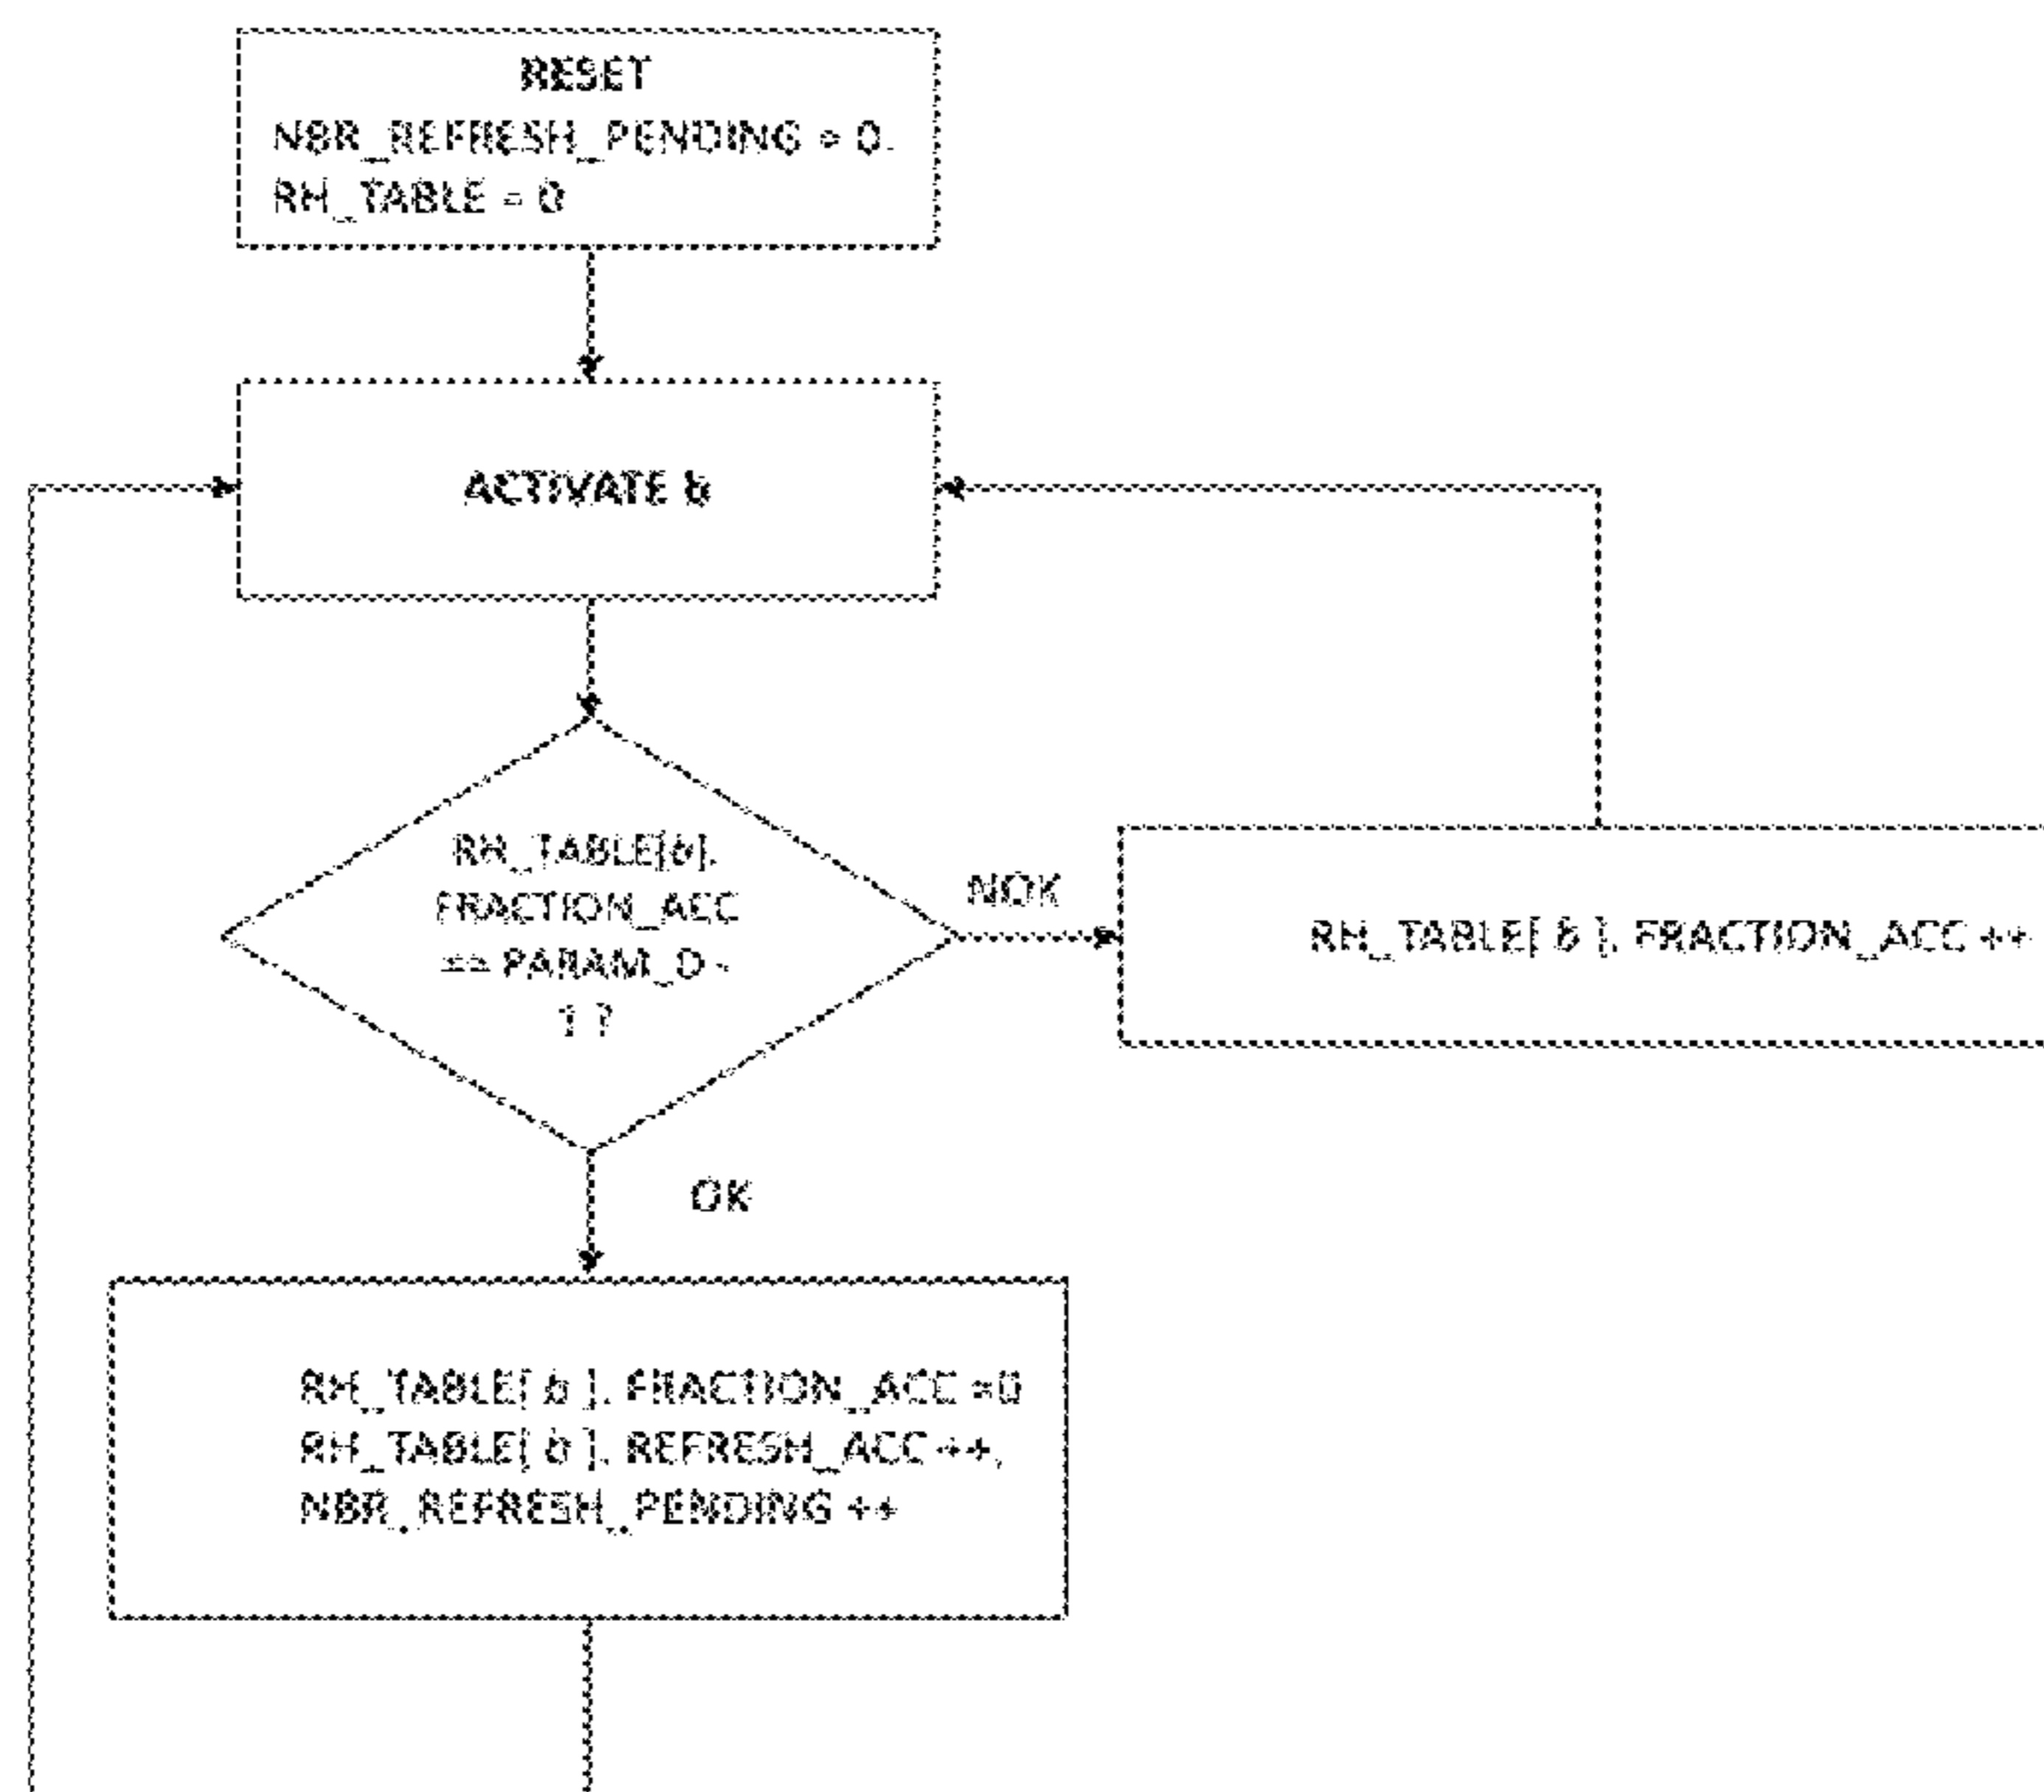 RESET
NBR_REFRESH_PENDING = 0.
RH_TABLE = 0
ACTIVATE b
RH_TABLE[b].
FRACTION_ACC
== PARAM_D -
1 ?
NOK
RH_TABLE[ b ]. FRACTION_ACC ++
OK
RH_TABLE[ b ]. FRACTION_ACC =0
RH_TABLE[ b ]. REFRESH_ACC ++,
NBR_REFRESH_PENDING ++